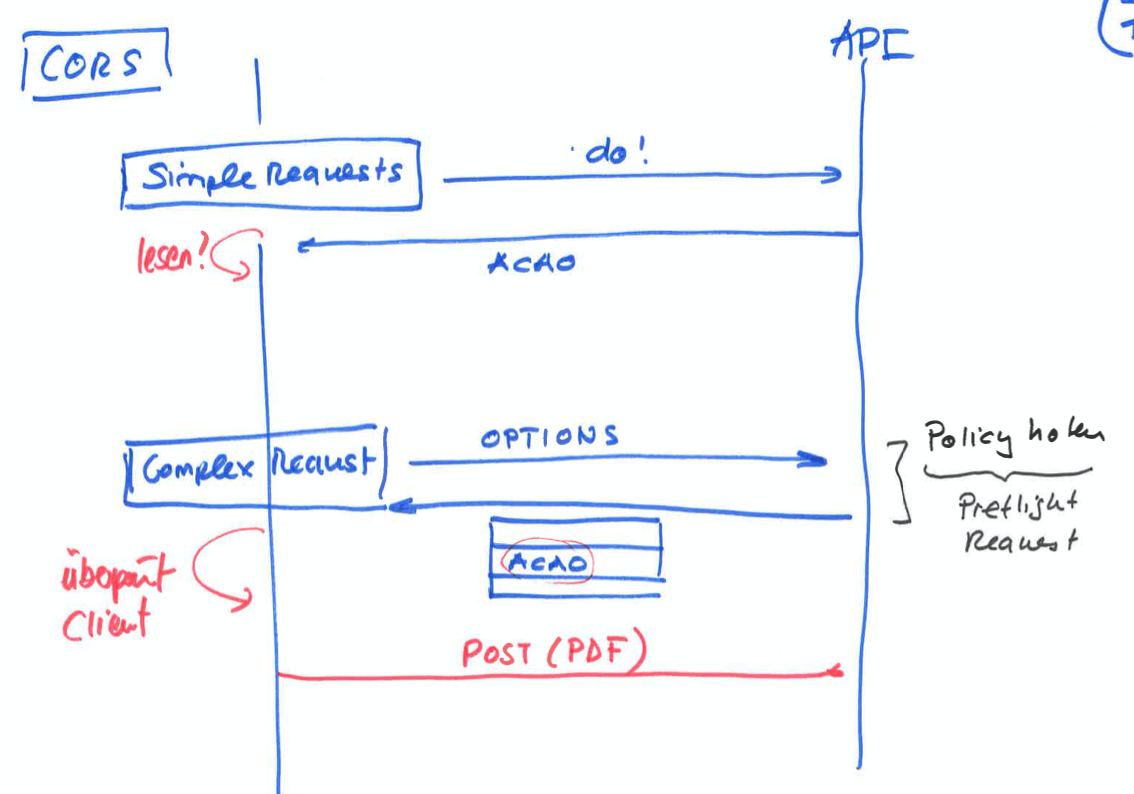 CORS
API
Simple Requests
do!
lesen?
ACAO
Complex Request
OPTIONS
Policy holen
Preflight
Request
ACAO
überprüft
Client
POST (PDF)